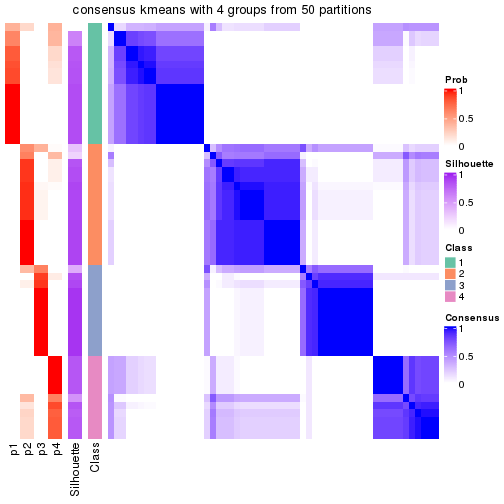 consensus kmeans with 4 groups from 50 partitions
Prob
1
0.5
0
Silhouette
1
0.5
0
Class
1
2
3
4
Consensus
1
0.5
0
p1
p2
p3
p4
Silhouette
Class